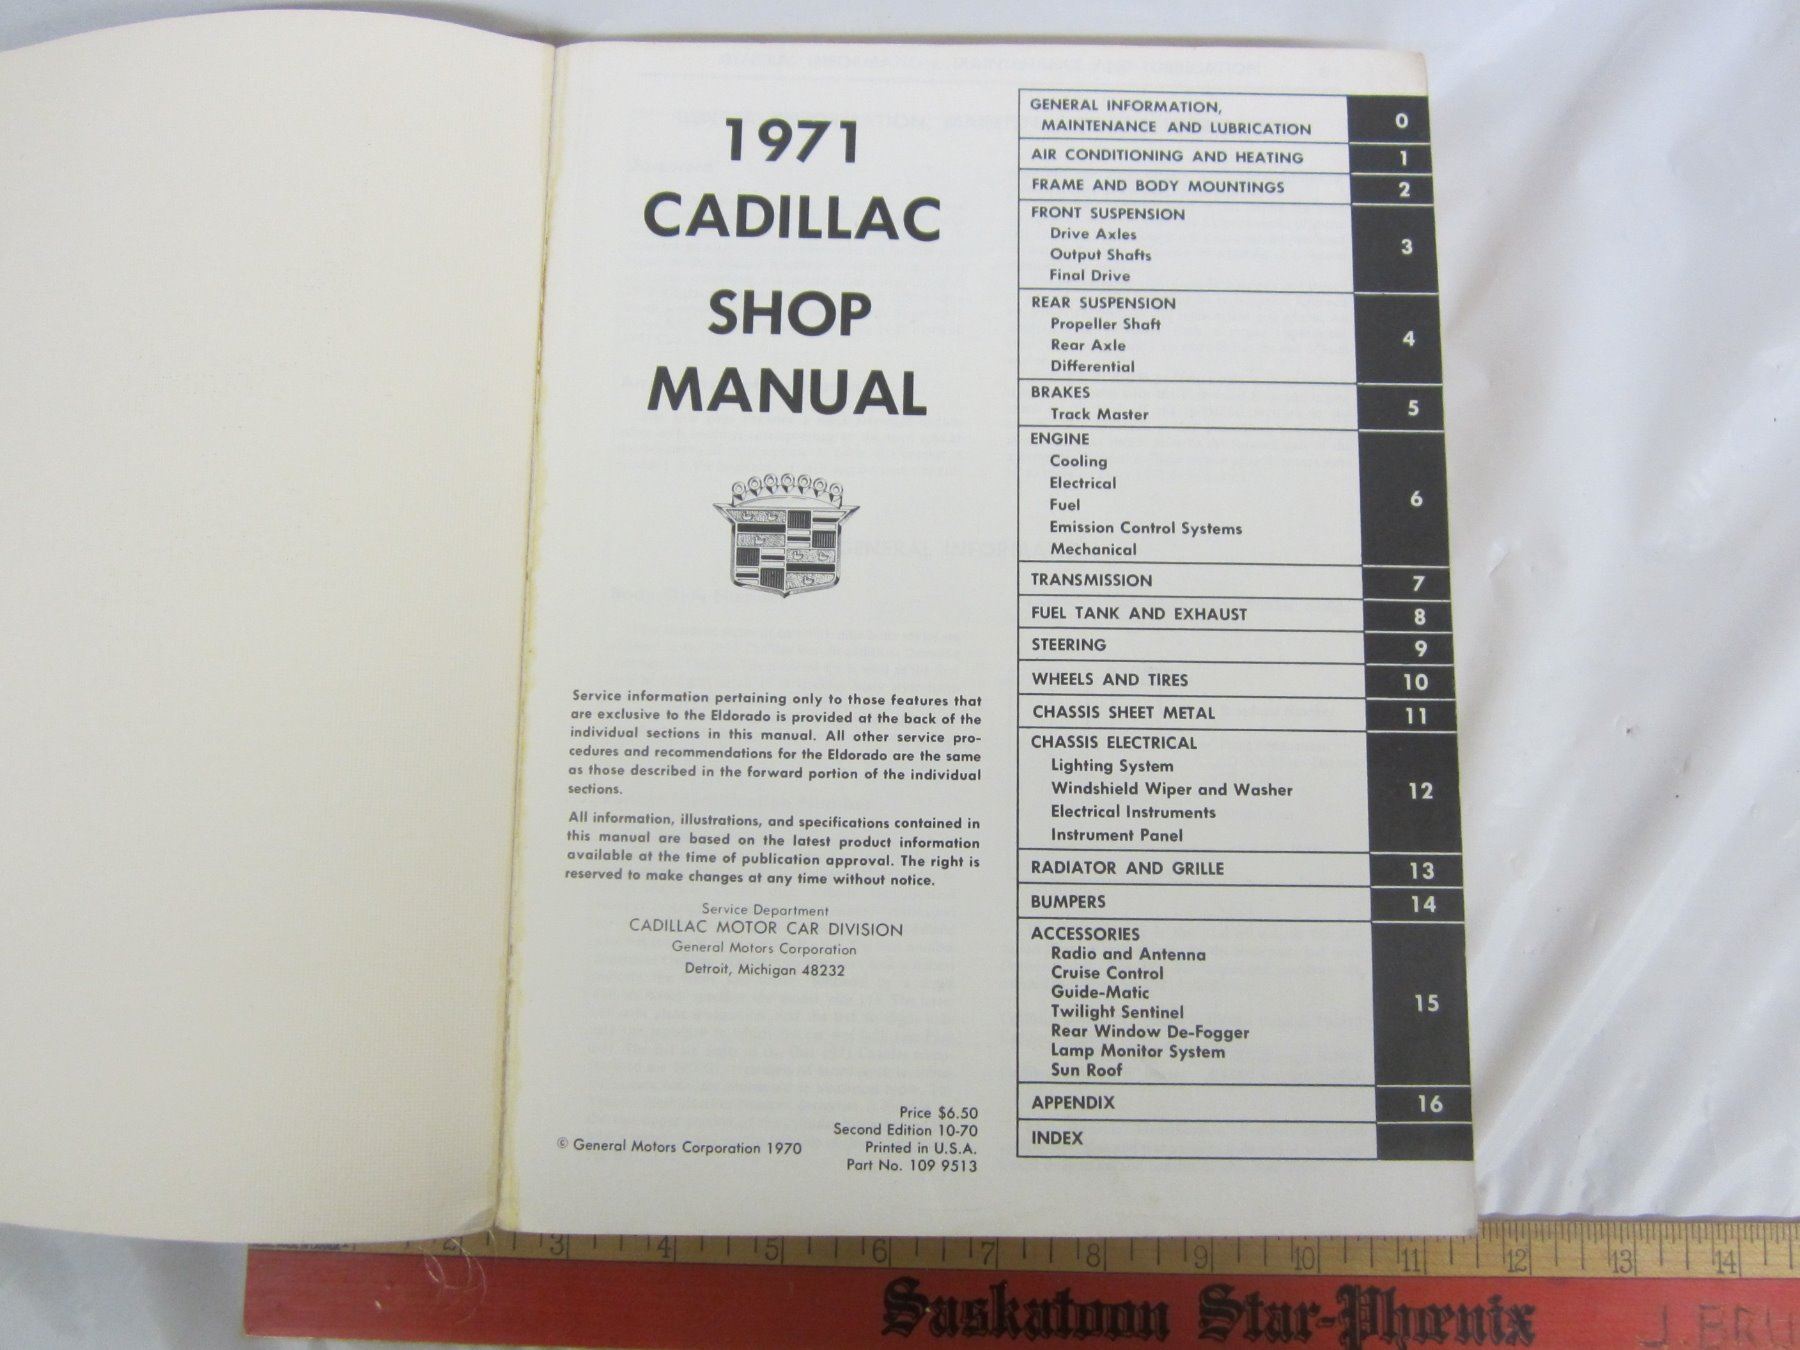 1971
CADILLAC
SHOP
MANUAL
Service information pertaining only to those features that
are exclusive to the Eldorado is provided at the back of the
individual sections in this manual. All other service pro-
cedures and recommendations for the Eldorado are the same
as those described in the forward portion of the individual
sections.
All information, illustrations, and specifications contained in
this manual are based on the latest product information
available at the time of publication approval. The right is
reserved to make changes at any time without notice.
Service Department
CADILLAC MOTOR CAR DIVISION
General Motors Corporation
Detroit, Michigan 48232
Price $6.50
Second Edition 10-70
© General Motors Corporation 1970 Printed in U.S.A.
Part No. 109 9513
GENERAL INFORMATION,
MAINTENANCE AND LUBRICATION 0
AIR CONDITIONING AND HEATING 1
FRAME AND BODY MOUNTINGS 2
FRONT SUSPENSION
Drive Axles 3
Output Shafts
Final Drive
REAR SUSPENSION
Propeller Shaft
Rear Axle 4
Differential
BRAKES 5
Track Master
ENGINE
Cooling
Electrical
Fuel 6
Emission Control Systems
Mechanical
TRANSMISSION 7
FUEL TANK AND EXHAUST 8
STEERING 9
WHEELS AND TIRES 10
CHASSIS SHEET METAL 11
CHASSIS ELECTRICAL
Lighting System
Windshield Wiper and Washer 12
Electrical Instruments
Instrument Panel
RADIATOR AND GRILLE 13
BUMPERS 14
ACCESSORIES
Radio and Antenna
Cruise Control
Guide-Matic 15
Twilight Sentinel
Rear Window De-Fogger
Lamp Monitor System
Sun Roof
APPENDIX 16
INDEX
2 3 4 5 6 7 8 9 10 11 12 13 14
Saskatoon Star-Phœnix